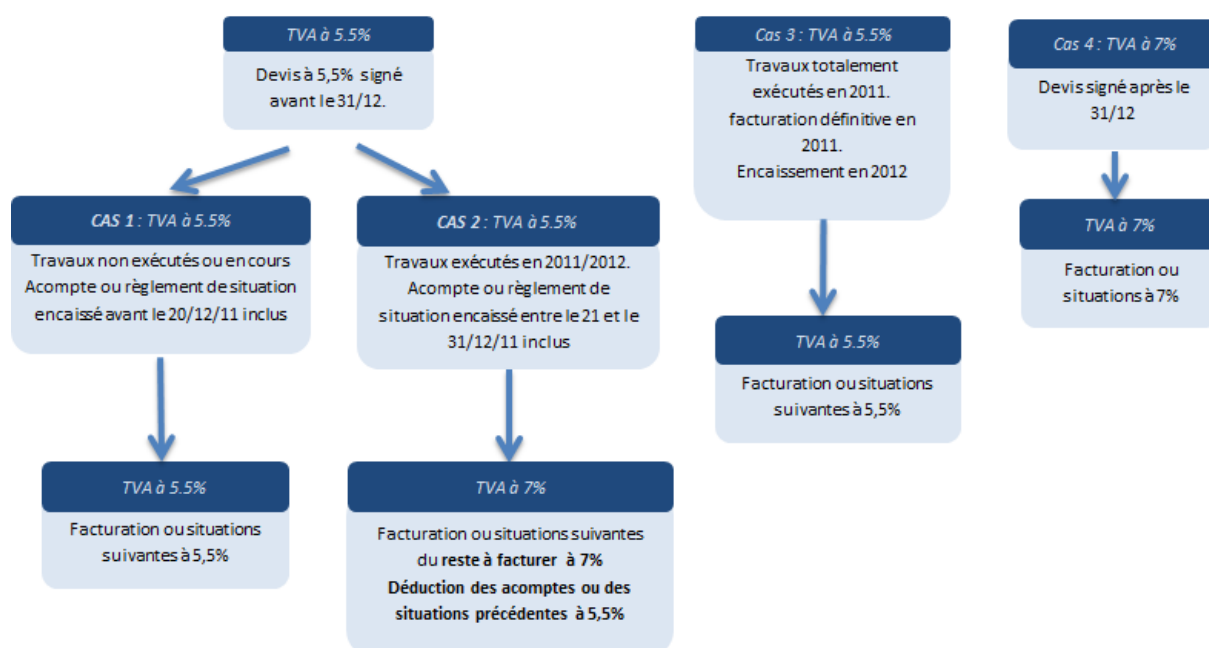 TVA à 5.5%
Devis à 5,5% signé
avant le 31/12.
CAS 1 : TVA à 5.5%
Travaux non exécutés ou en cours
Acompte ou règlement de situation
encaissé avant le 20/12/11 inclus
TVA à 5.5%
Facturation ou situations
suivantes à 5,5%
CAS 2 : TVA à 5.5%
Travaux exécutés en 2011/2012.
Acompte ou règlement de
situation encaissé entre le 21 et le
31/12/11 inclus
TVA à 7%
Facturation ou situations suivantes
du reste à facturer à 7%
Déduction des acomptes ou des
situations précédentes à 5,5%
Cas 3 : TVA à 5.5%
Travaux totalement
exécutés en 2011.
facturation définitive en
2011.
Encaissement en 2012
TVA à 5.5%
Facturation ou situations
suivantes à 5,5%
Cas 4 : TVA à 7%
Devis signé après le
31/12
TVA à 7%
Facturation ou
situations à 7%